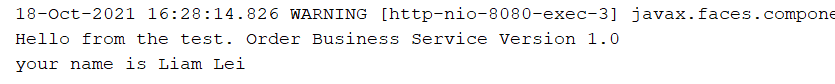 18-Oct-2021 16:28:14.826 WARNING [http-nio-8080-exec-3] javax.faces.compone
Hello from the test. Order Business Service Version 1.0
your name is Liam Lei